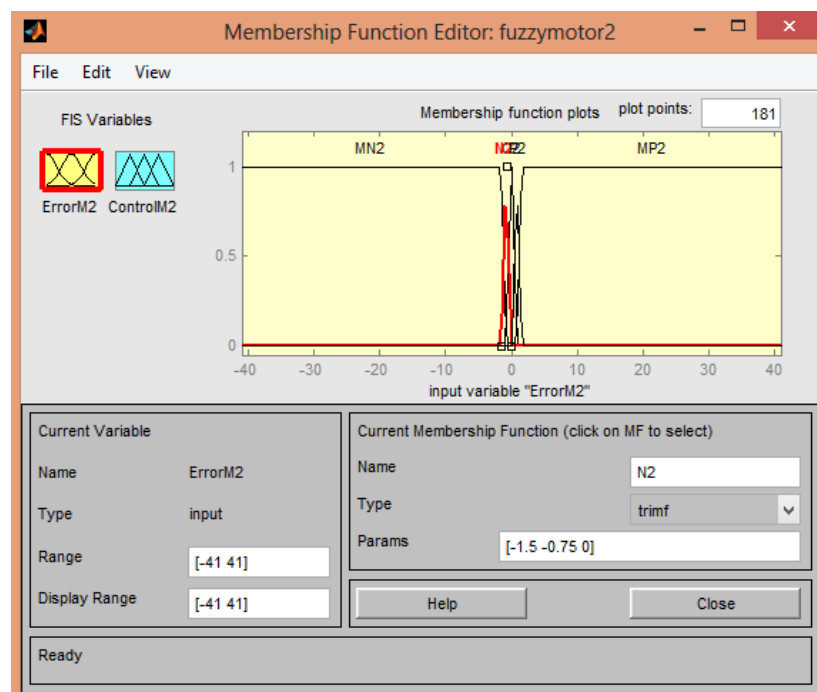 Membership Function Editor: fuzzymotor2
File Edit View
FIS Variables
ErrorM2 ControlM2
Membership function plots plot points: 181
MN2 MP2
1
0.5
0
-40 -30 -20 -10 0 10 20 30 40
input variable "ErrorM2"
Current Variable
Name ErrorM2
Type input
Range [-41 41]
Display Range [-41 41]
Current Membership Function (click on MF to select)
Name N2
Type trimf
Params [-1.5 -0.75 0]
Help Close
Ready